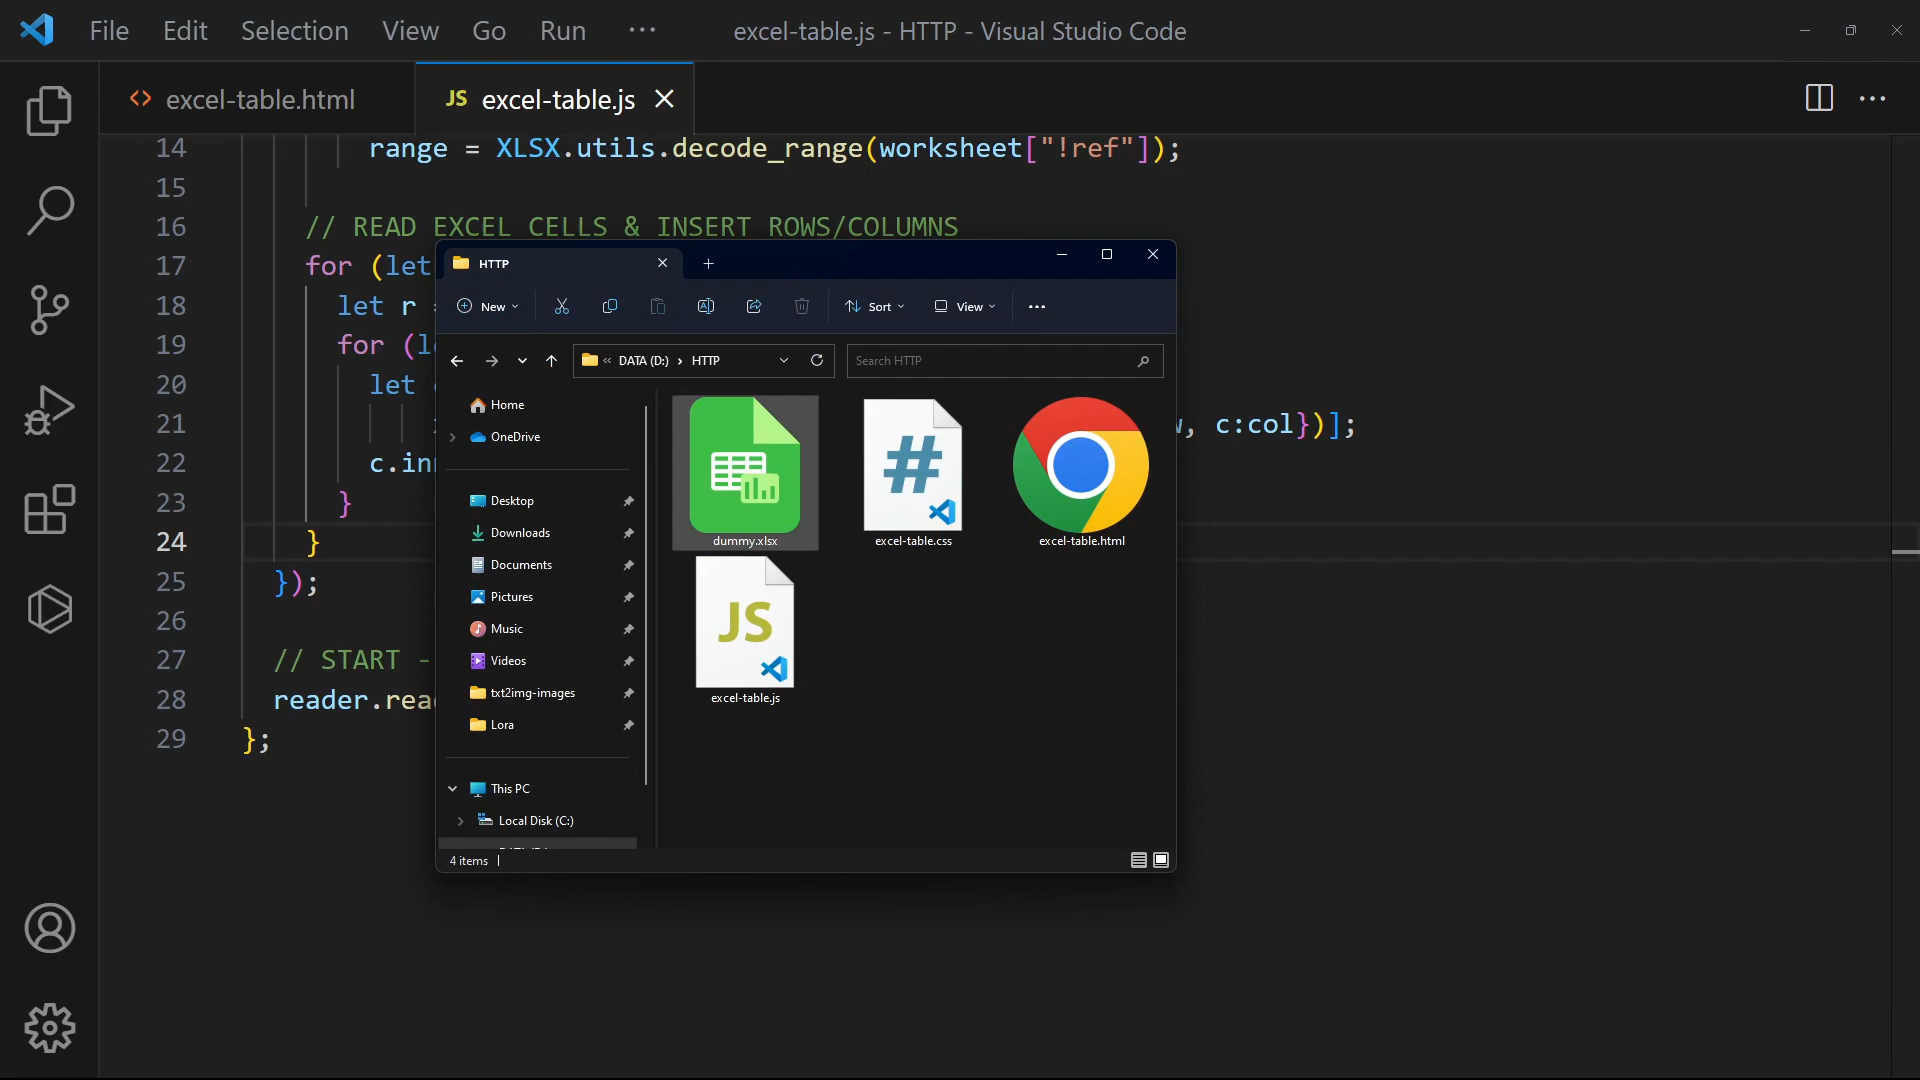 File Edit Selection View Go Run ··· excel-table.js - HTTP - Visual Studio Code
<> excel-table.html JS excel-table.js
14 range = XLSX.utils.decode_range(worksheet["!ref"]);
15
16 // READ EXCEL CELLS & INSERT ROWS/COLUMNS
17 for (let
18 let r
19 for (l
20 let
21 , c:col})];
22 c.in
23 }
24 }
25 });
26
27 // START -
28 reader.rea
29 };
HTTP
New Sort View ···
« DATA (D:) › HTTP
Search HTTP
Home
OneDrive
Desktop
Downloads
Documents
Pictures
Music
Videos
txt2img-images
Lora
This PC
Local Disk (C:)
dummy.xlsx
#
excel-table.css
excel-table.html
JS
excel-table.js
4 items